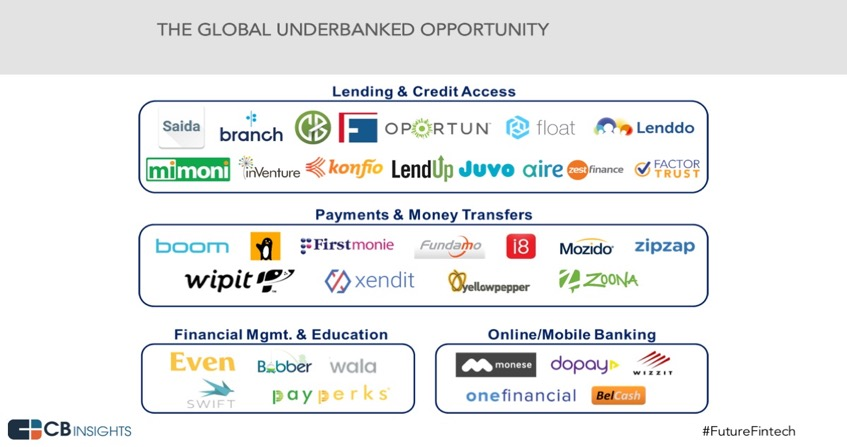 THE GLOBAL UNDERBANKED OPPORTUNITY
Lending & Credit Access
Saida branch OPORTUN float Lenddo
mimoni inVenture konfio LendUp Juvo aire zestfinance FACTOR TRUST
Payments & Money Transfers
boom Firstmonie Fundamo i8 Mozido zipzap
wipit xendit yellowpepper ZOONA
Financial Mgmt. & Education
Even Bobber wala
SWIFT payperks
Online/Mobile Banking
monese dopay WIZZIT
onefinancial BelCash
CBINSIGHTS
#FutureFintech